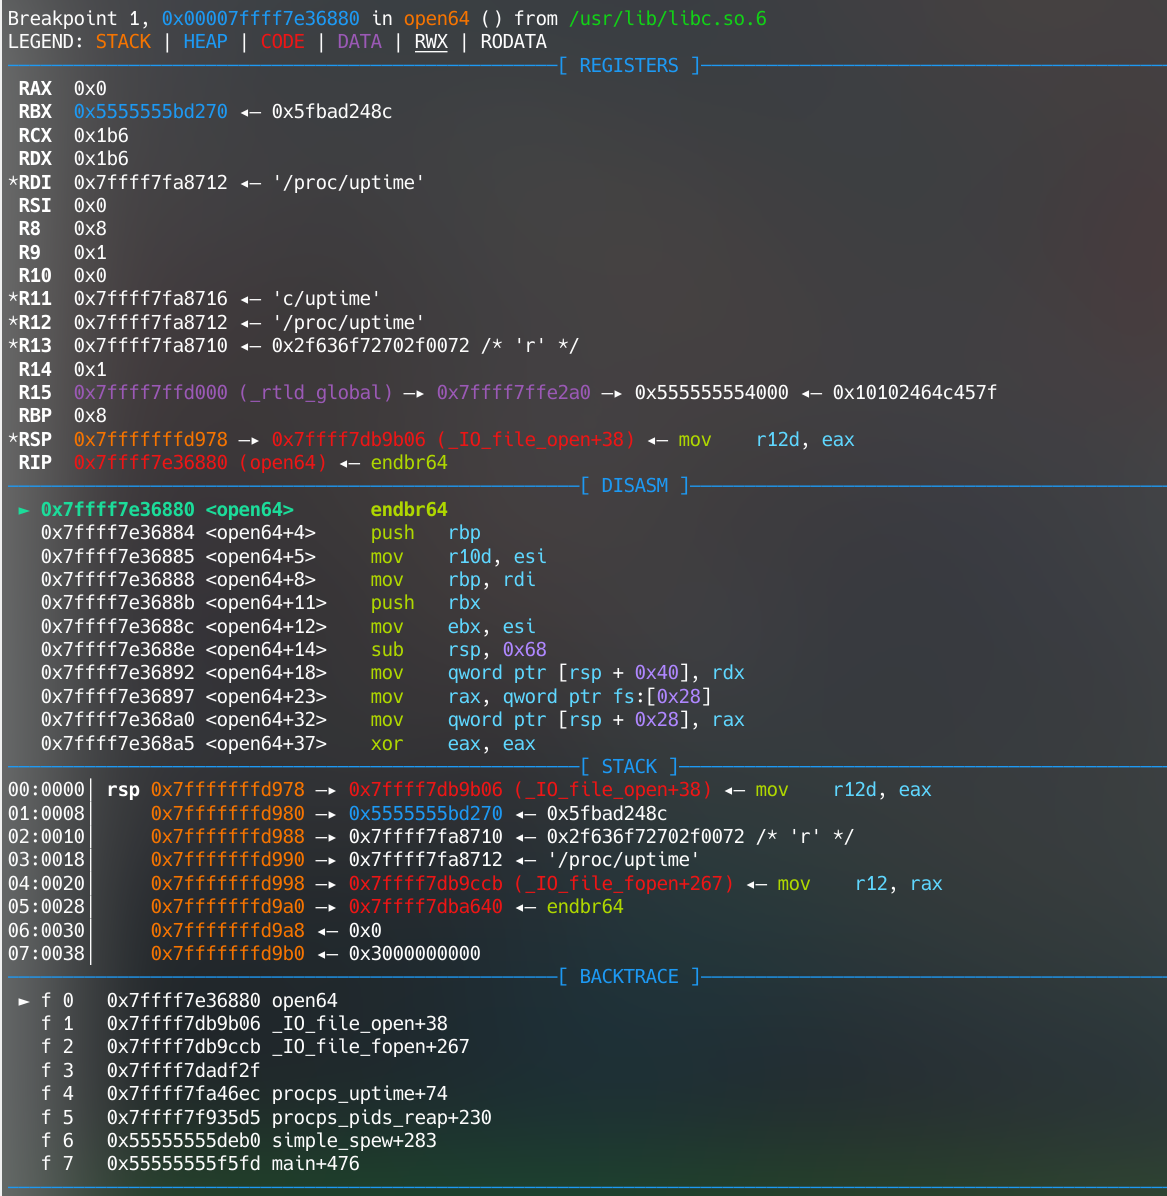 Breakpoint 1, 0x00007ffff7e36880 in open64 () from /usr/lib/libc.so.6
LEGEND: STACK | HEAP | CODE | DATA | RWX | RODATA
[ REGISTERS ]
RAX  0x0
RBX  0x5555555bd270 ◂— 0x5fbad248c
RCX  0x1b6
RDX  0x1b6
*RDI  0x7ffff7fa8712 ◂— '/proc/uptime'
RSI  0x0
R8   0x8
R9   0x1
R10  0x0
*R11  0x7ffff7fa8716 ◂— 'c/uptime'
*R12  0x7ffff7fa8712 ◂— '/proc/uptime'
*R13  0x7ffff7fa8710 ◂— 0x2f636f72702f0072 /* 'r' */
R14  0x1
R15  0x7ffff7ffd000 (_rtld_global) —▸ 0x7ffff7ffe2a0 —▸ 0x555555554000 ◂— 0x10102464c457f
RBP  0x8
*RSP  0x7fffffffd978 —▸ 0x7ffff7db9b06 (_IO_file_open+38) ◂— mov    r12d, eax
RIP  0x7ffff7e36880 (open64) ◂— endbr64
[ DISASM ]
► 0x7ffff7e36880 <open64>       endbr64
0x7ffff7e36884 <open64+4>     push   rbp
0x7ffff7e36885 <open64+5>     mov    r10d, esi
0x7ffff7e36888 <open64+8>     mov    rbp, rdi
0x7ffff7e3688b <open64+11>    push   rbx
0x7ffff7e3688c <open64+12>    mov    ebx, esi
0x7ffff7e3688e <open64+14>    sub    rsp, 0x68
0x7ffff7e36892 <open64+18>    mov    qword ptr [rsp + 0x40], rdx
0x7ffff7e36897 <open64+23>    mov    rax, qword ptr fs:[0x28]
0x7ffff7e368a0 <open64+32>    mov    qword ptr [rsp + 0x28], rax
0x7ffff7e368a5 <open64+37>    xor    eax, eax
[ STACK ]
00:0000│ rsp 0x7fffffffd978 —▸ 0x7ffff7db9b06 (_IO_file_open+38) ◂— mov    r12d, eax
01:0008│     0x7fffffffd980 —▸ 0x5555555bd270 ◂— 0x5fbad248c
02:0010│     0x7fffffffd988 —▸ 0x7ffff7fa8710 ◂— 0x2f636f72702f0072 /* 'r' */
03:0018│     0x7fffffffd990 —▸ 0x7ffff7fa8712 ◂— '/proc/uptime'
04:0020│     0x7fffffffd998 —▸ 0x7ffff7db9ccb (_IO_file_fopen+267) ◂— mov    r12, rax
05:0028│     0x7fffffffd9a0 —▸ 0x7ffff7dba640 ◂— endbr64
06:0030│     0x7fffffffd9a8 ◂— 0x0
07:0038│     0x7fffffffd9b0 ◂— 0x3000000000
[ BACKTRACE ]
► f 0   0x7ffff7e36880 open64
f 1   0x7ffff7db9b06 _IO_file_open+38
f 2   0x7ffff7db9ccb _IO_file_fopen+267
f 3   0x7ffff7dadf2f
f 4   0x7ffff7fa46ec procps_uptime+74
f 5   0x7ffff7f935d5 procps_pids_reap+230
f 6   0x55555555deb0 simple_spew+283
f 7   0x55555555f5fd main+476